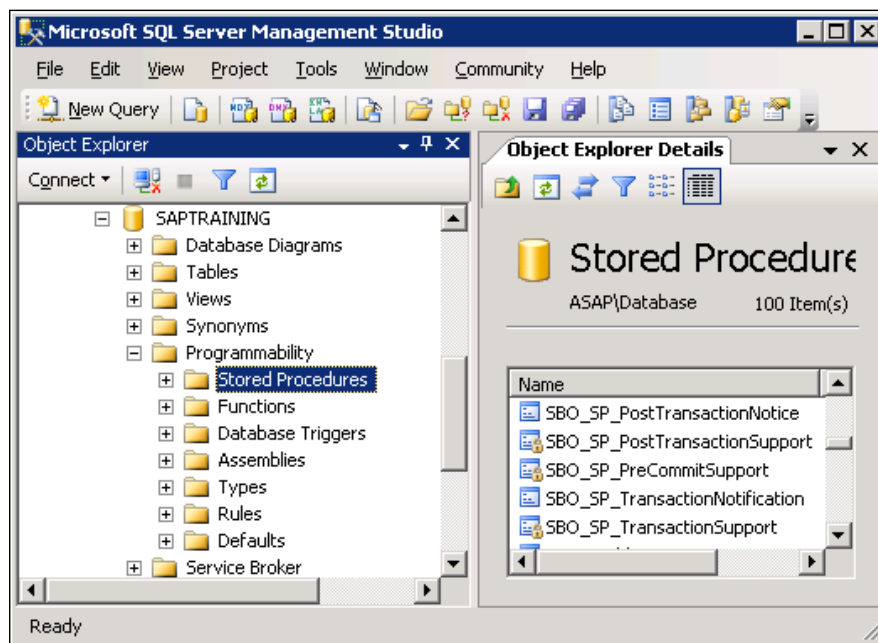 Microsoft SQL Server Management Studio
File Edit View Project Tools Window Community Help
New Query
Object Explorer
Connect
SAPTRAINING
Database Diagrams
Tables
Views
Synonyms
Programmability
Stored Procedures
Functions
Database Triggers
Assemblies
Types
Rules
Defaults
Service Broker
Object Explorer Details
Stored Procedure
ASAP\Database 100 Item(s)
Name
SBO_SP_PostTransactionNotice
SBO_SP_PostTransactionSupport
SBO_SP_PreCommitSupport
SBO_SP_TransactionNotification
SBO_SP_TransactionSupport
Ready